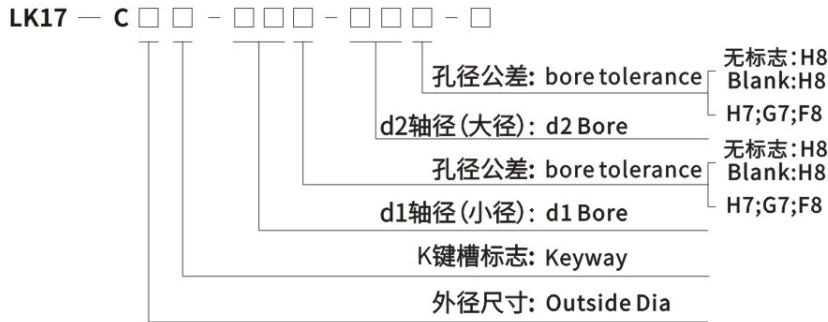 LK17 — C □ □ - □□□ - □□□ - □
孔径公差: bore tolerance
无标志:H8
Blank:H8
H7;G7;F8
d2轴径(大径): d2 Bore
孔径公差: bore tolerance
无标志:H8
Blank:H8
H7;G7;F8
d1轴径(小径): d1 Bore
K键槽标志: Keyway
外径尺寸: Outside Dia